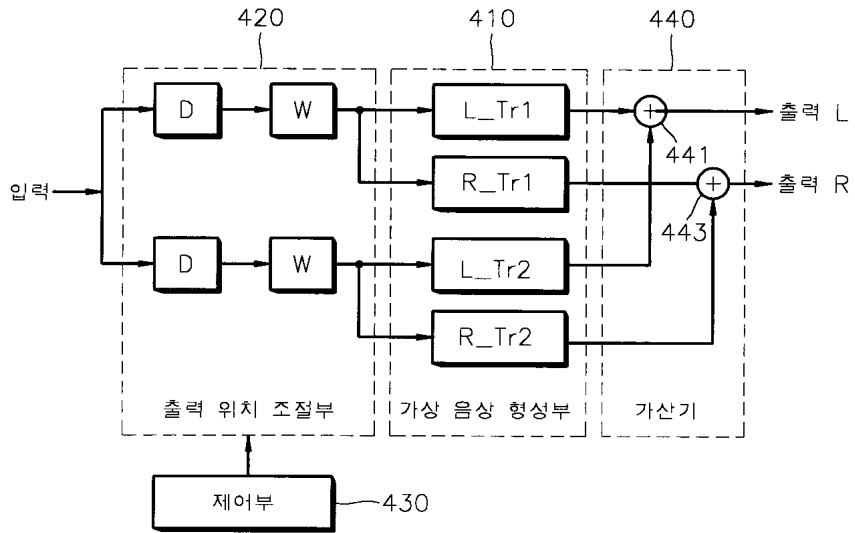 420
410
440
D
W
L_Tr1
+
출력 L
441
입력
R_Tr1
+
출력 R
443
D
W
L_Tr2
R_Tr2
출력 위치 조절부
가상 음상 형성부
가산기
제어부
430